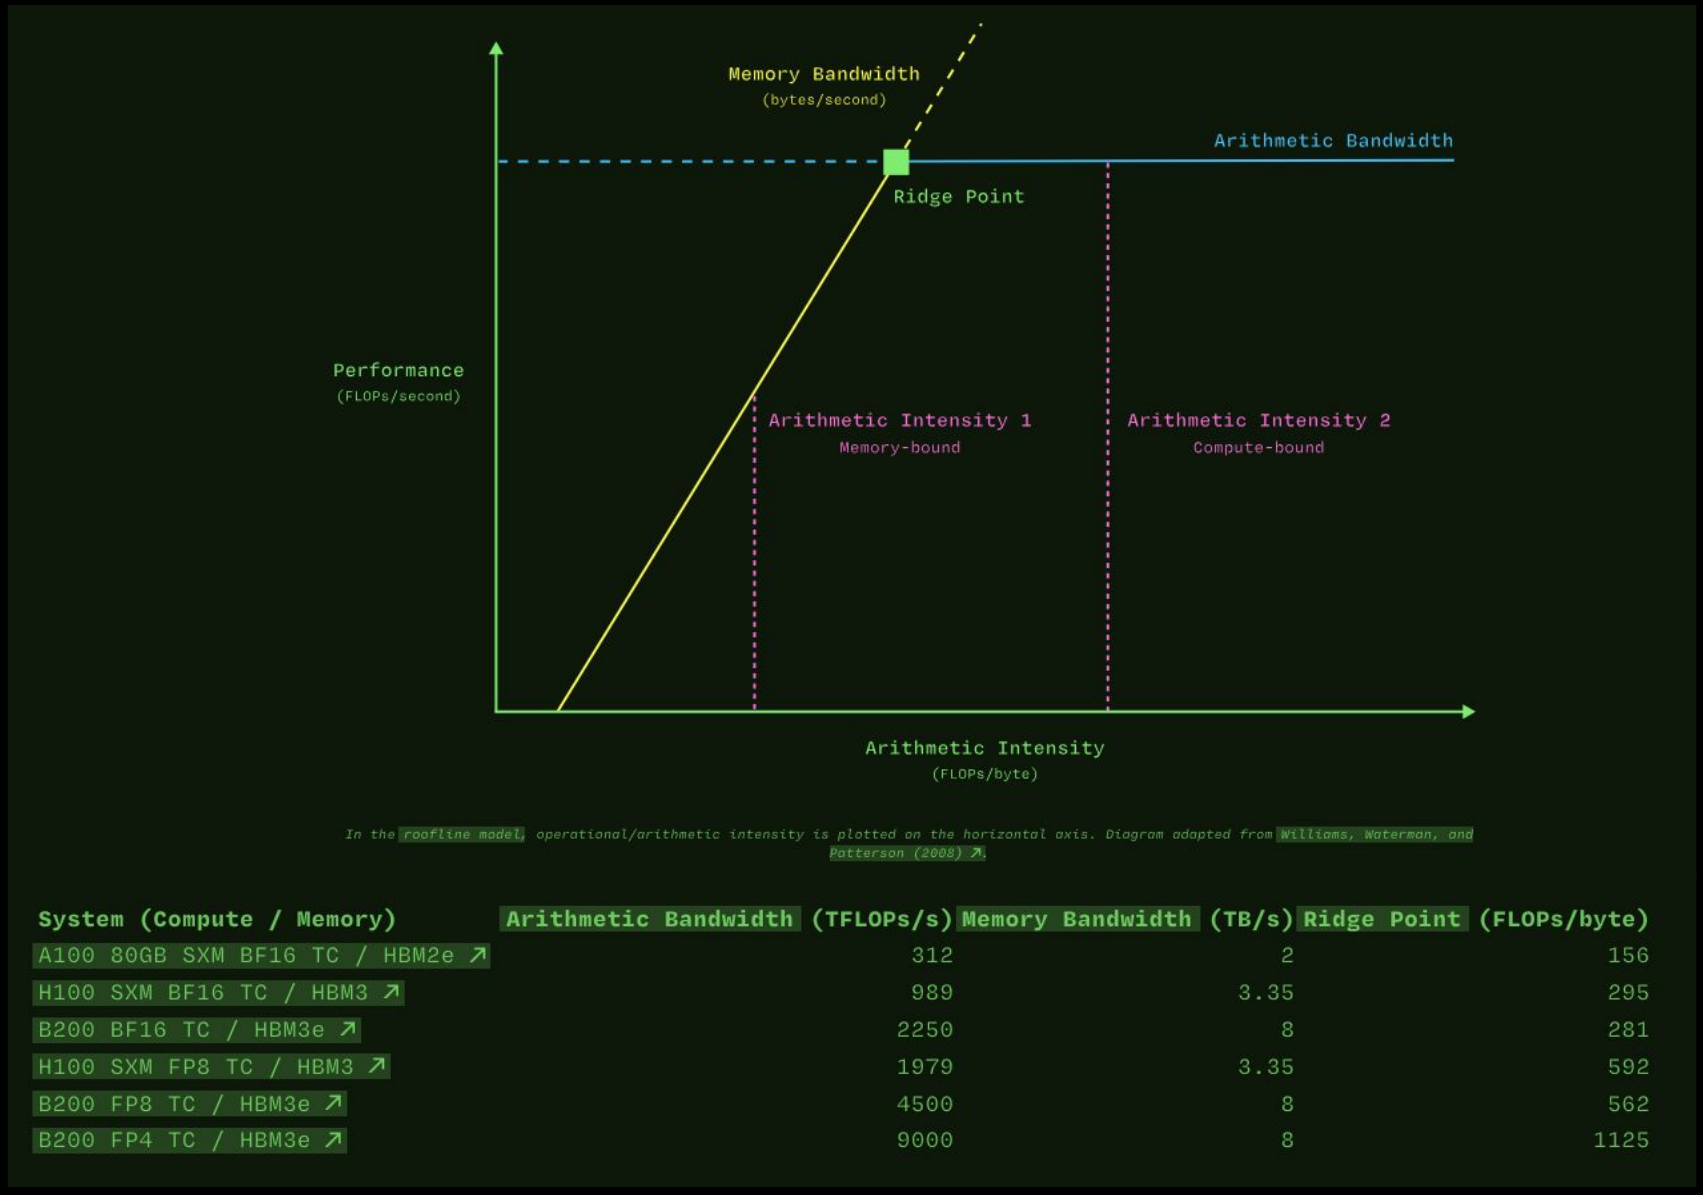 Memory Bandwidth
(bytes/second)
Arithmetic Bandwidth
Ridge Point
Performance
(FLOPs/second)
Arithmetic Intensity 1
Memory-bound
Arithmetic Intensity 2
Compute-bound
Arithmetic Intensity
(FLOPs/byte)
In the roofline model, operational/arithmetic intensity is plotted on the horizontal axis. Diagram adapted from Williams, Waterman, and
Patterson (2008) ↗.
System (Compute / Memory) Arithmetic Bandwidth (TFLOPs/s) Memory Bandwidth (TB/s) Ridge Point (FLOPs/byte)
A100 80GB SXM BF16 TC / HBM2e ↗ 312 2 156
H100 SXM BF16 TC / HBM3 ↗ 989 3.35 295
B200 BF16 TC / HBM3e ↗ 2250 8 281
H100 SXM FP8 TC / HBM3 ↗ 1979 3.35 592
B200 FP8 TC / HBM3e ↗ 4500 8 562
B200 FP4 TC / HBM3e ↗ 9000 8 1125